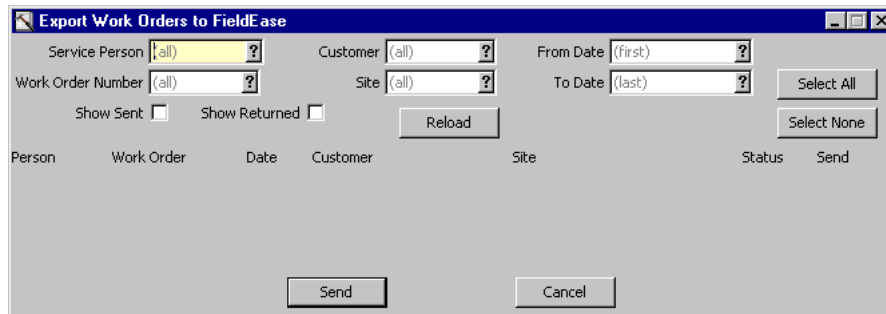 Export Work Orders to FieldEase
Service Person (all) ? Customer (all) ? From Date (first) ?
Work Order Number (all) ? Site (all) ? To Date (last) ? Select All
Show Sent Show Returned Reload Select None
Person Work Order Date Customer Site Status Send
Send Cancel